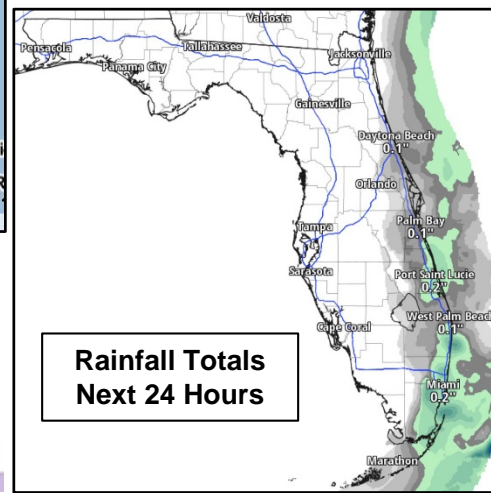 Valdosta
Pensacola
Tallahassee
Jacksonville
Panama City
Gainesville
Daytona Beach
0.1"
Orlando
Palm Bay
0.1"
Tampa
Sarasota
Port Saint Lucie
0.2"
West Palm Beach
0.1"
Cape Coral
Rainfall Totals
Next 24 Hours
Miami
0.2"
Marathon